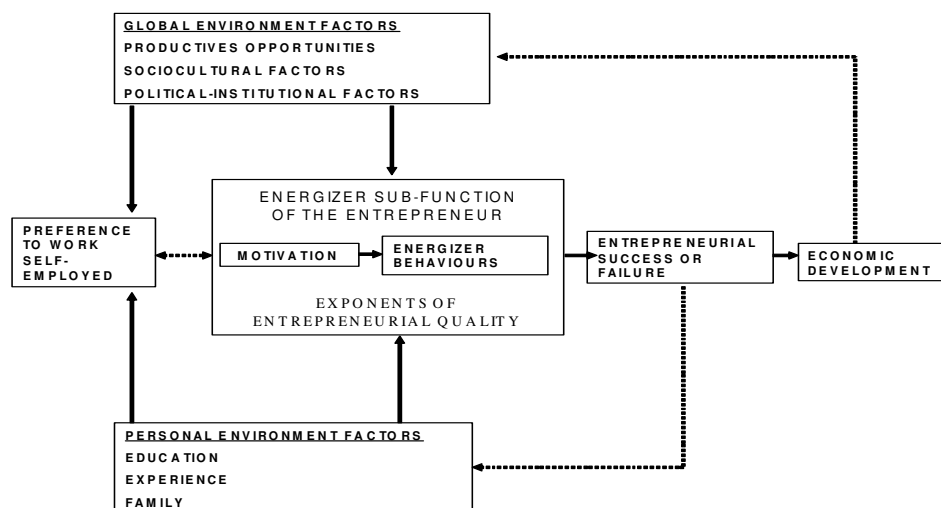 GLOBAL ENVIRONMENT FACTORS
PRODUCTIVES OPPORTUNITIES
SOCIOCULTURAL FACTORS
POLITICAL-INSTITUTIONAL FACTORS
ENERGIZER SUB-FUNCTION
OF THE ENTREPRENEUR
PREFERENCE
TO WORK
SELF-
EMPLOYED
MOTIVATION
ENERGIZER
BEHAVIOURS
EXPONENTS OF
ENTREPRENEURIAL QUALITY
ENTREPRENEURIAL
SUCCESS OR
FAILURE
ECONOMIC
DEVELOPMENT
PERSONAL ENVIRONMENT FACTORS
EDUCATION
EXPERIENCE
FAMILY